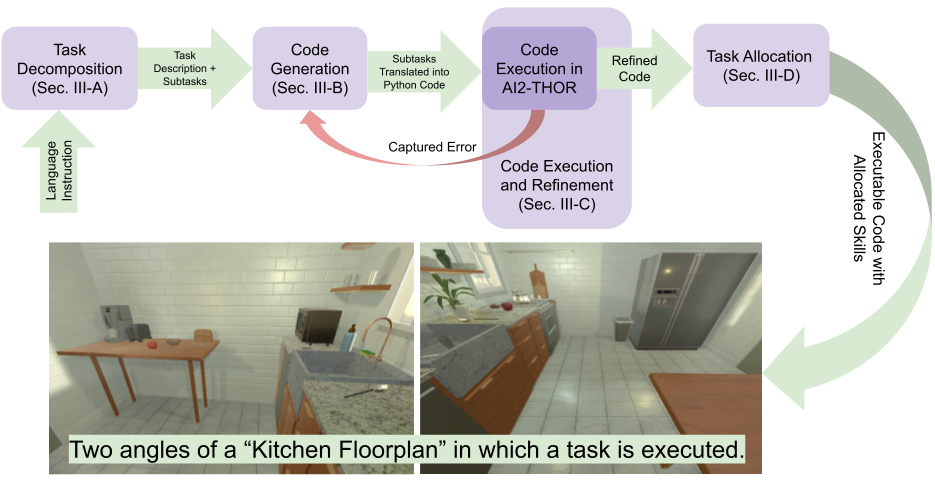 Task
Decomposition
(Sec. III-A)
Task
Description +
Subtasks
Code
Generation
(Sec. III-B)
Subtasks
Translated into
Python Code
Code
Execution in
AI2-THOR
Refined
Code
Task Allocation
(Sec. III-D)
Language
Instruction
Captured Error
Code Execution
and Refinement
(Sec. III-C)
Executable Code with
Allocated Skills
Two angles of a “Kitchen Floorplan” in which a task is executed.